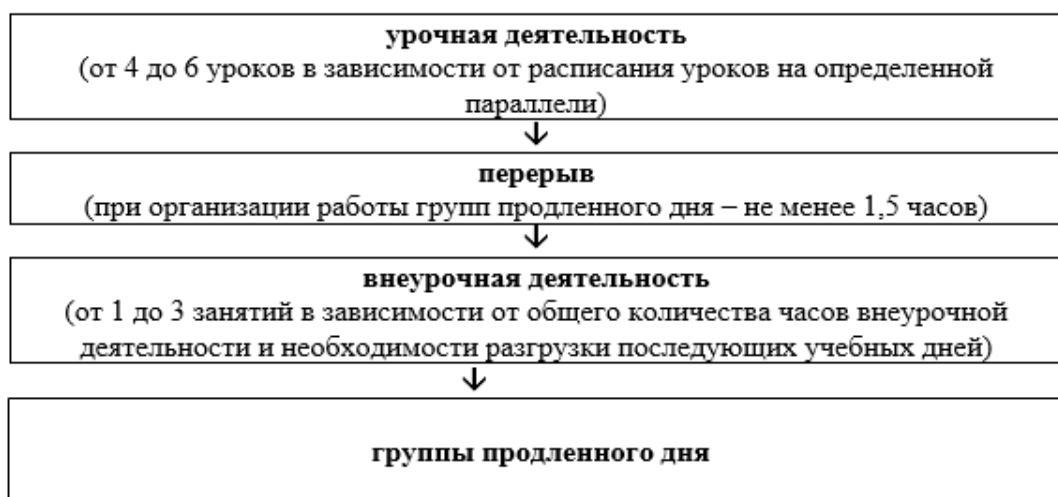 урочная деятельность
(от 4 до 6 уроков в зависимости от расписания уроков на определенной
параллели)
перерыв
(при организации работы групп продленного дня – не менее 1,5 часов)
внеурочная деятельность
(от 1 до 3 занятий в зависимости от общего количества часов внеурочной
деятельности и необходимости разгрузки последующих учебных дней)
группы продленного дня